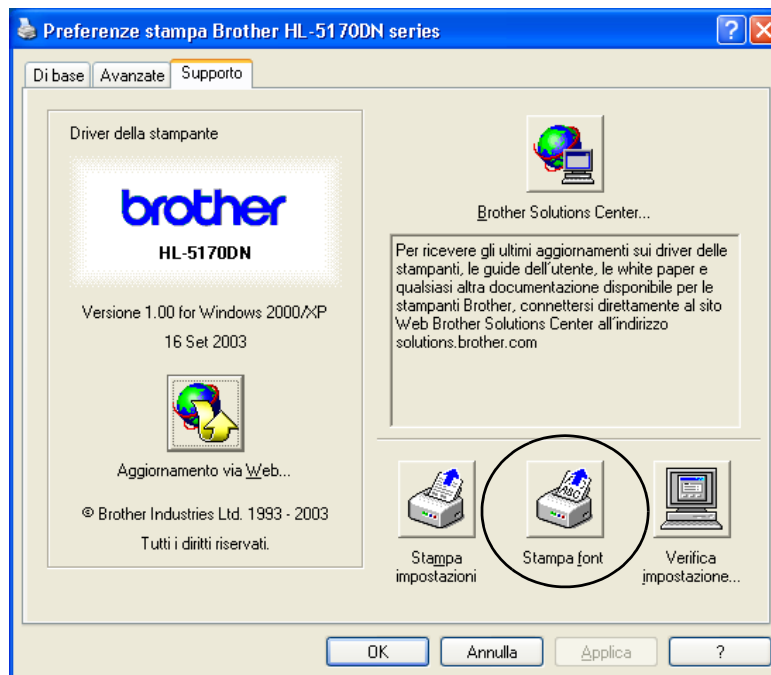 Preferenze stampa Brother HL-5170DN series
?
Di base
Avanzate
Supporto
Driver della stampante
brother
HL-5170DN
Versione 1.00 for Windows 2000/XP
16 Set 2003
Aggiornamento via Web...
© Brother Industries Ltd. 1993 - 2003
Tutti i diritti riservati.
Brother Solutions Center...
Per ricevere gli ultimi aggiornamenti sui driver delle
stampanti, le guide dell'utente, le white paper e
qualsiasi altra documentazione disponibile per le
stampanti Brother, connettersi direttamente al sito
Web Brother Solutions Center all'indirizzo
solutions.brother.com
ABC
Stampa
impostazioni
Stampa font
Verifica
impostazione...
OK
Annulla
Applica
?